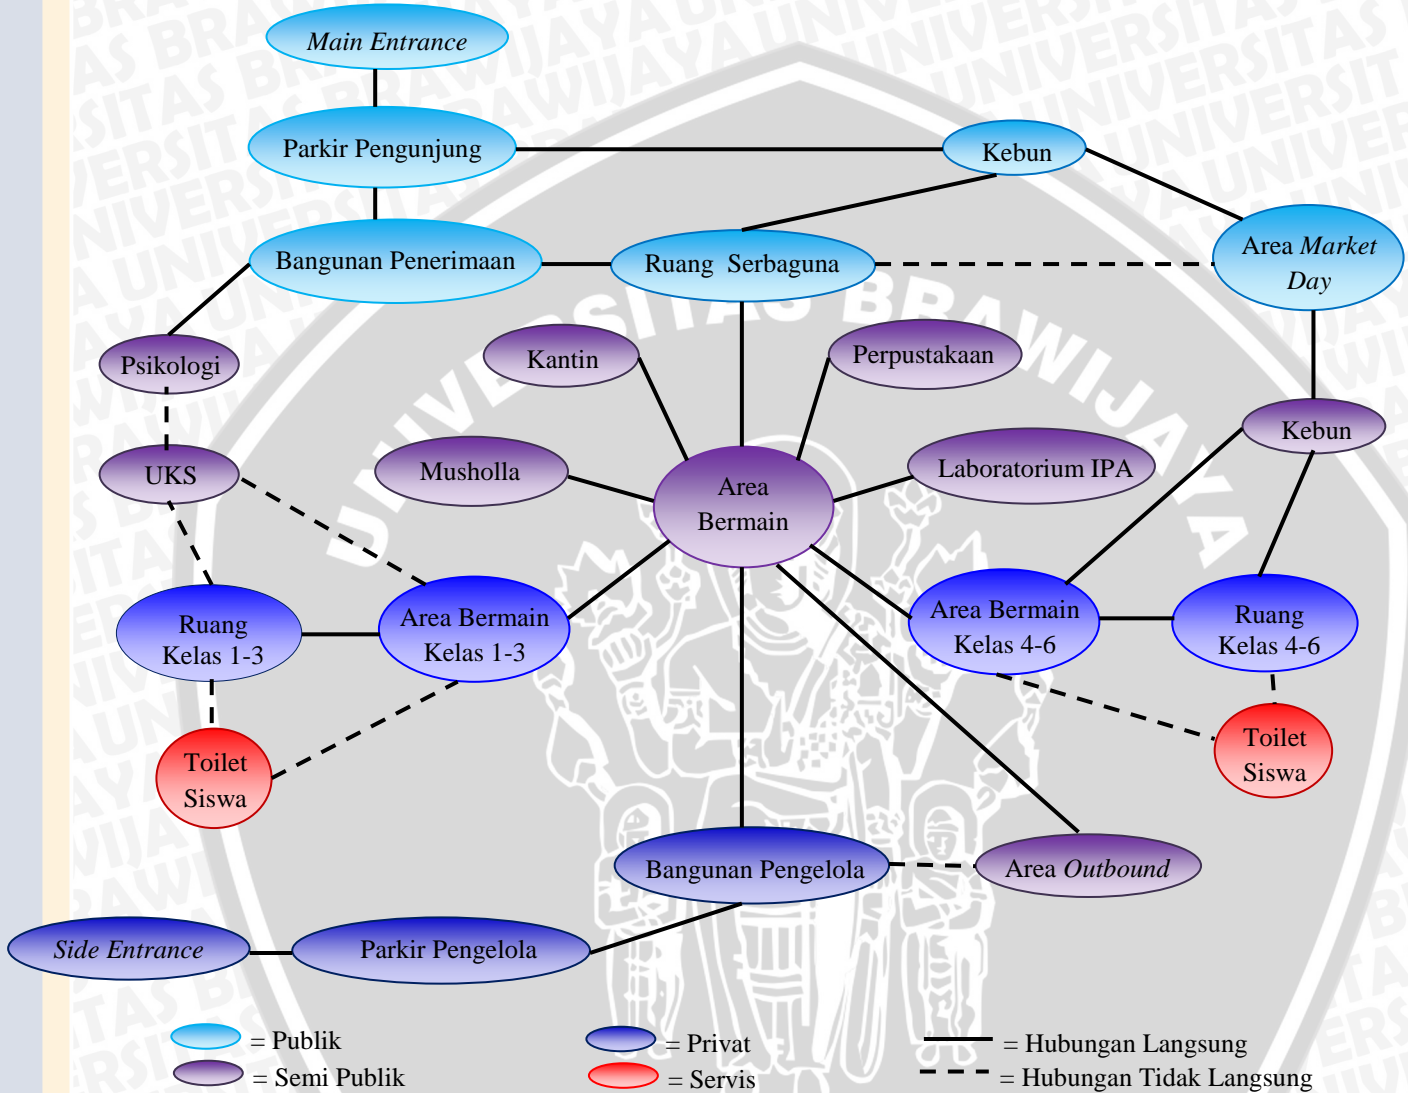 Main Entrance
Parkir Pengunjung
Kebun
Bangunan Penerimaan
Ruang Serbaguna
Area Market
Day
Psikologi
Kantin
Perpustakaan
Kebun
UKS
Musholla
Area
Bermain
Laboratorium IPA
Ruang
Kelas 1-3
Area Bermain
Kelas 1-3
Area Bermain
Kelas 4-6
Ruang
Kelas 4-6
Toilet
Siswa
Toilet
Siswa
Bangunan Pengelola
Area Outbound
Side Entrance
Parkir Pengelola
= Publik
= Privat
= Hubungan Langsung
= Semi Publik
= Servis
= Hubungan Tidak Langsung
UNIVERSITAS BRAWIJAYA